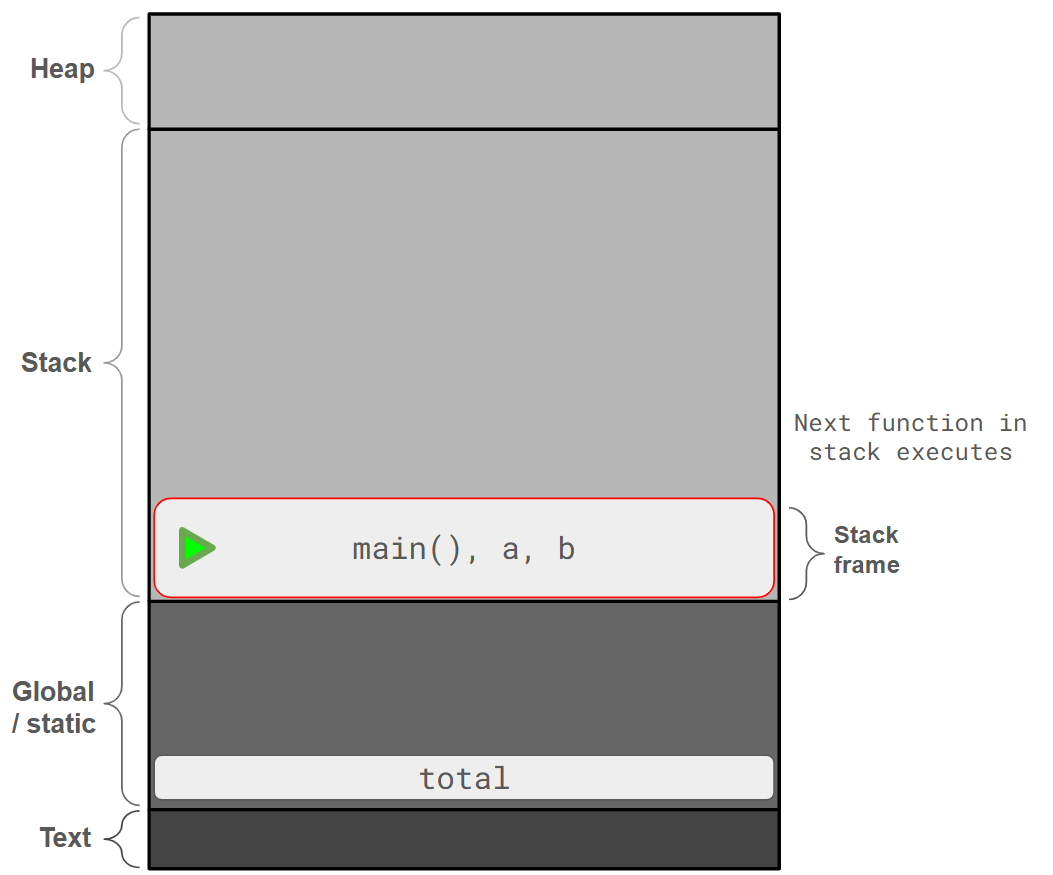 Heap
Stack
Next function in
stack executes
main(), a, b
Stack
frame
Global
/ static
total
Text